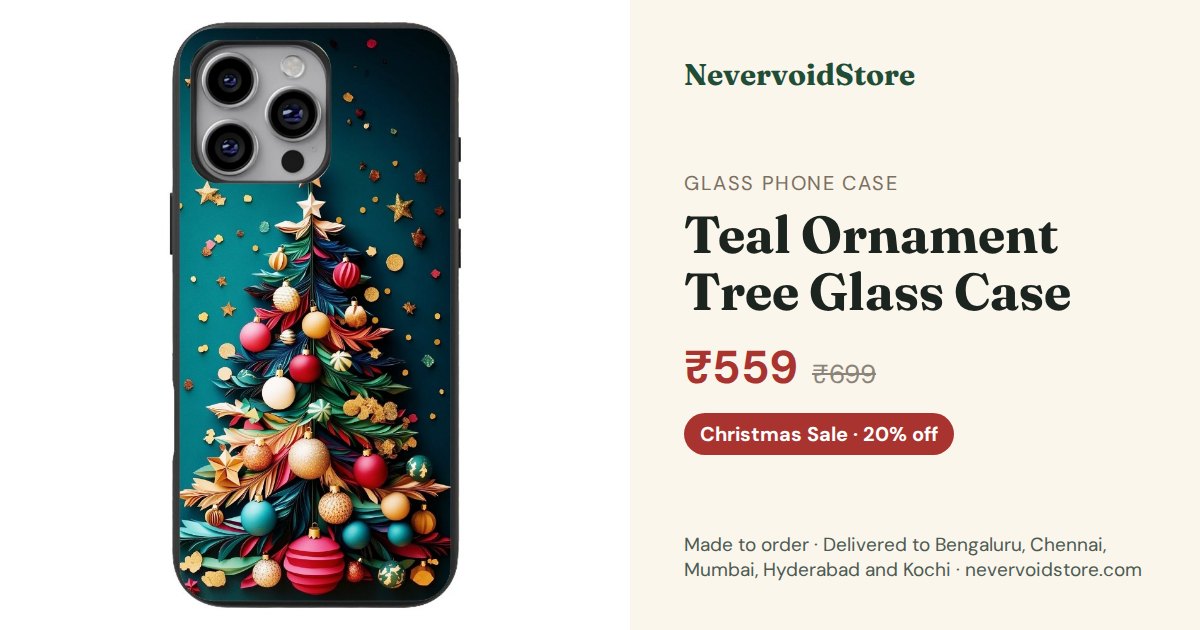 NevervoidStore
GLASS PHONE CASE
Teal Ornament
Tree Glass Case
₹559 ₹699
Christmas Sale · 20% off
Made to order · Delivered to Bengaluru, Chennai,
Mumbai, Hyderabad and Kochi · nevervoidstore.com